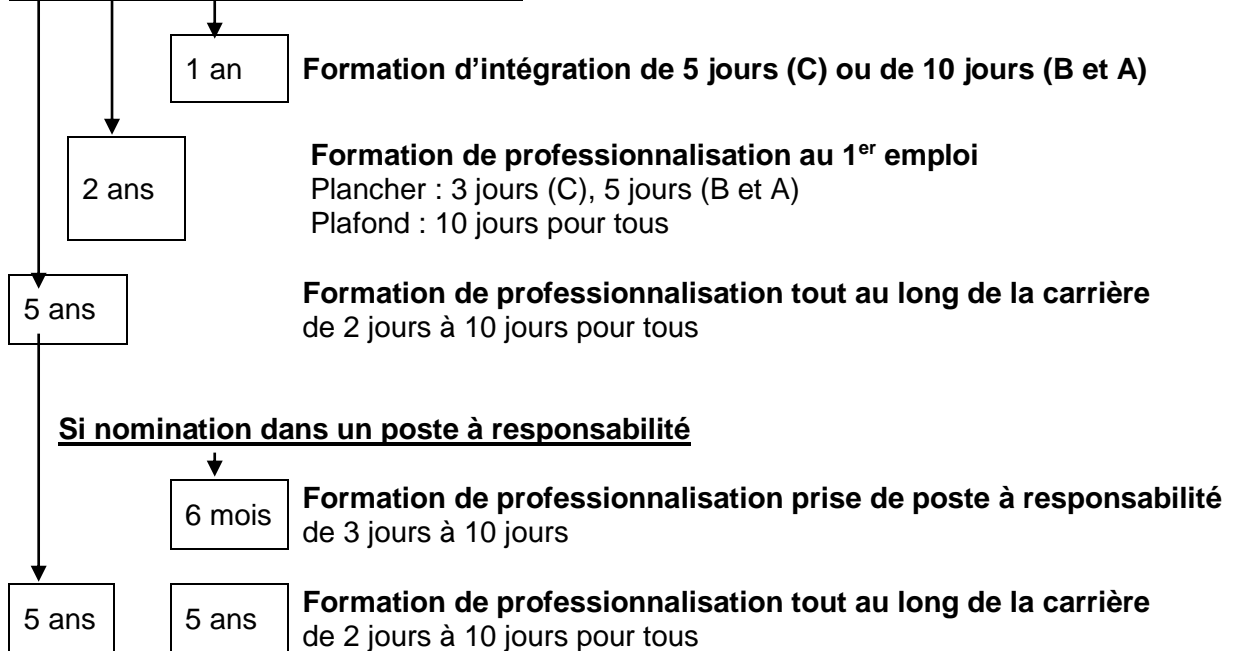 1 an
Formation d’intégration de 5 jours (C) ou de 10 jours (B et A)
2 ans
Formation de professionnalisation au 1er emploi
Plancher : 3 jours (C), 5 jours (B et A)
Plafond : 10 jours pour tous
5 ans
Formation de professionnalisation tout au long de la carrière
de 2 jours à 10 jours pour tous
Si nomination dans un poste à responsabilité
6 mois
Formation de professionnalisation prise de poste à responsabilité
de 3 jours à 10 jours
5 ans
5 ans
Formation de professionnalisation tout au long de la carrière
de 2 jours à 10 jours pour tous